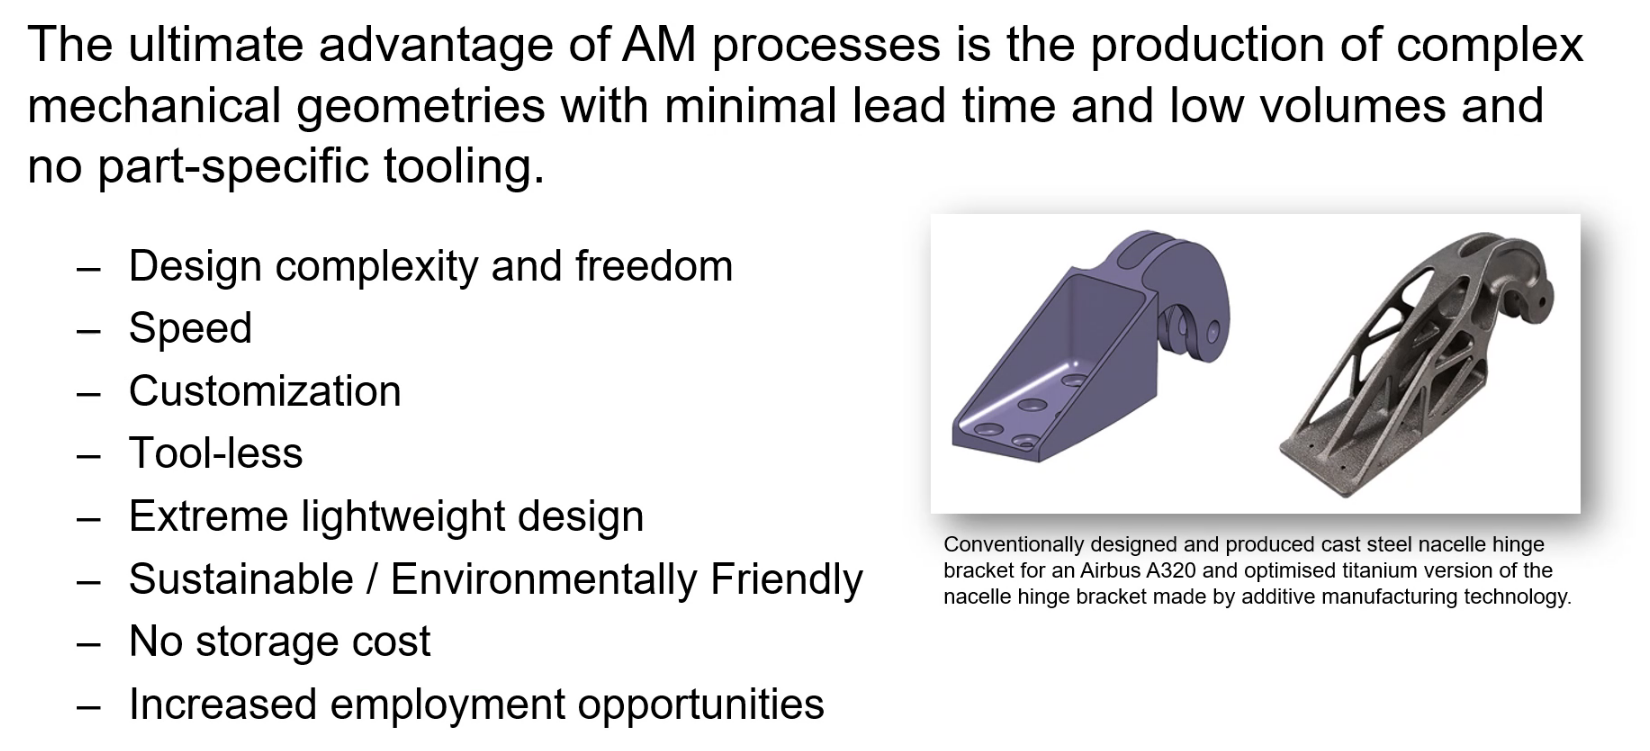 The ultimate advantage of AM processes is the production of complex
mechanical geometries with minimal lead time and low volumes and
no part-specific tooling.
– Design complexity and freedom
– Speed
– Customization
– Tool-less
– Extreme lightweight design
– Sustainable / Environmentally Friendly
– No storage cost
– Increased employment opportunities
Conventionally designed and produced cast steel nacelle hinge
bracket for an Airbus A320 and optimised titanium version of the
nacelle hinge bracket made by additive manufacturing technology.